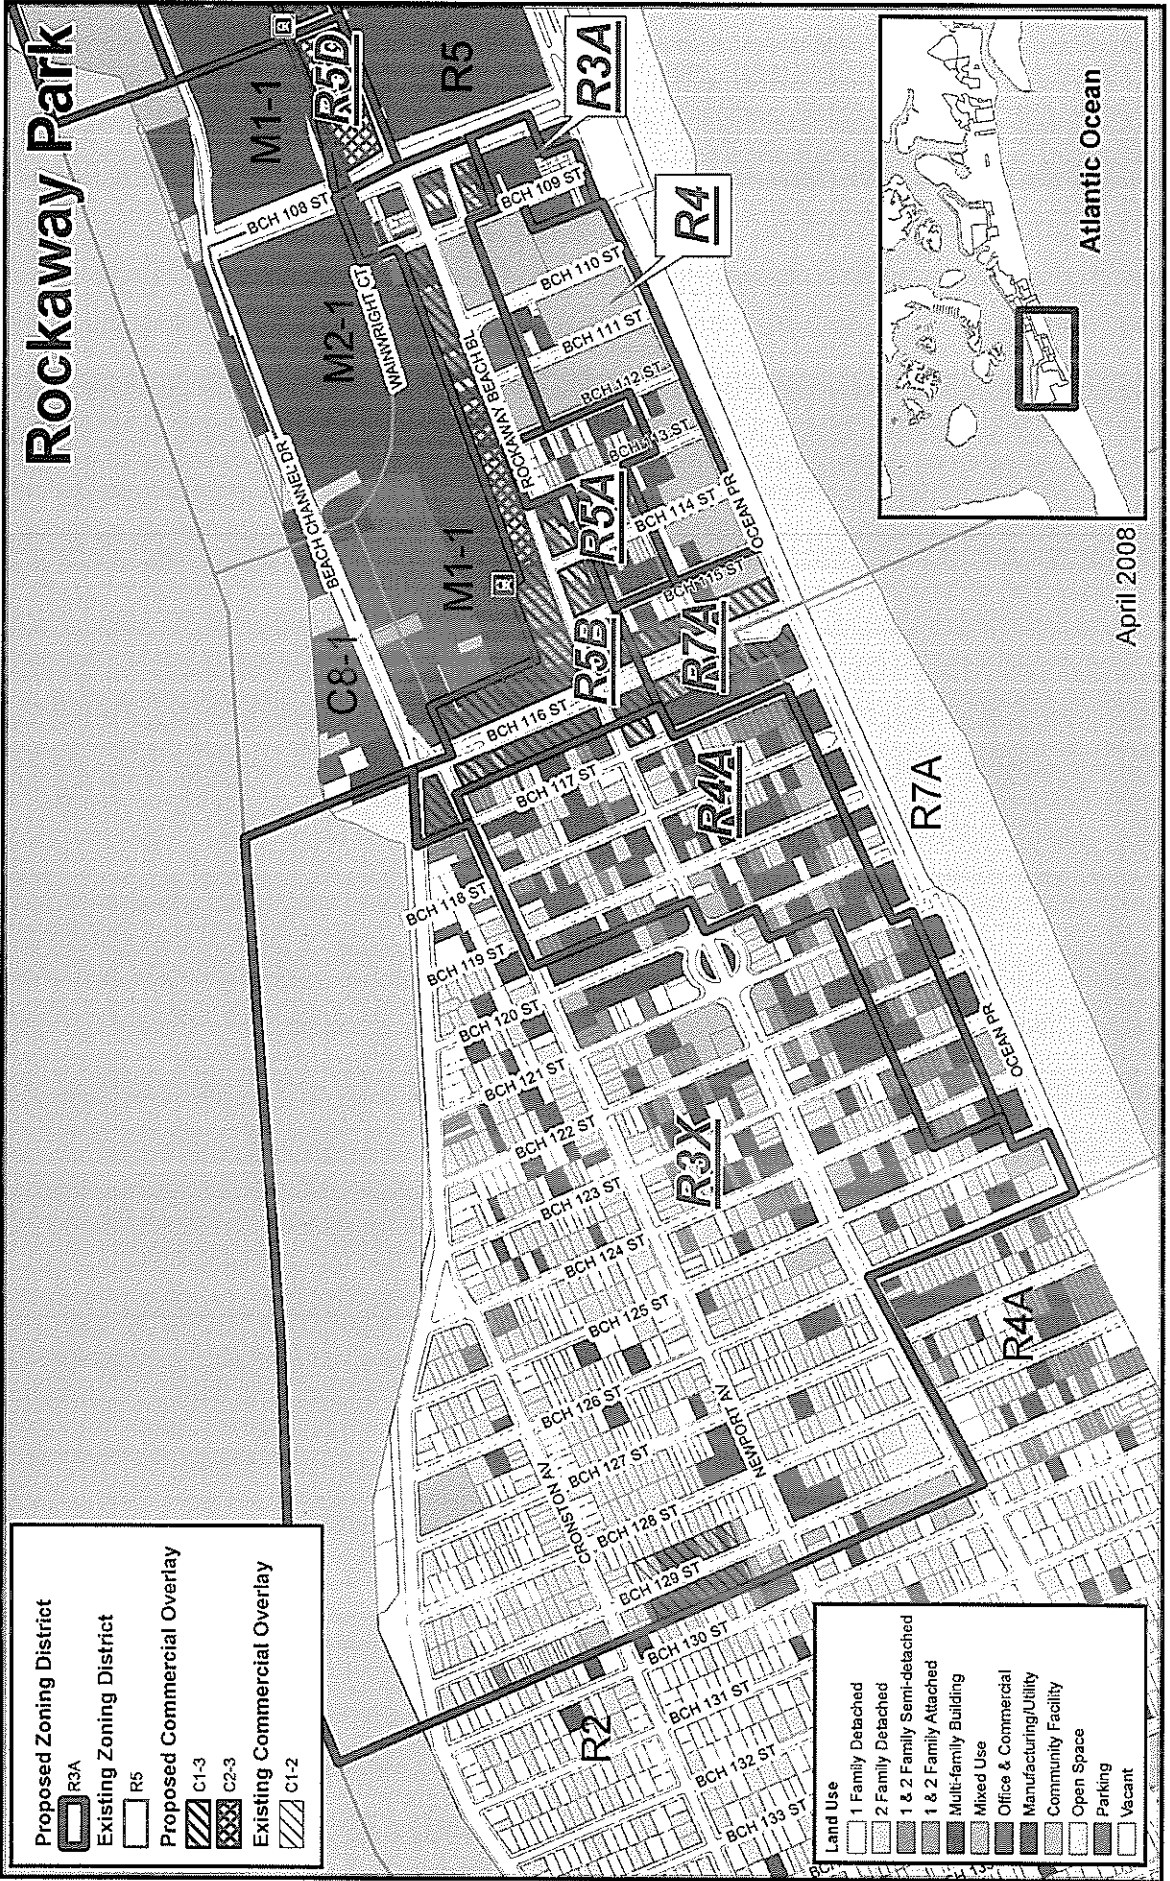 Rockaway Park
Proposed Zoning District
R3A
Existing Zoning District
R5
Proposed Commercial Overlay
C1-3
C2-3
Existing Commercial Overlay
C1-2
Land Use
1 Family Detached
2 Family Detached
1 & 2 Family Semi-detached
1 & 2 Family Attached
Multi-family Building
Mixed Use
Office & Commercial
Manufacturing/Utility
Community Facility
Open Space
Parking
Vacant
R2
R3X
R4A
R4A
R7A
R7A
R5B
R5A
R4
R3A
R5
R5D
M1-1
M2-1
M1-1
C8-1
BEACH CHANNEL DR
WAINWRIGHT CT
ROCKAWAY BEACH BL
CRONSTON AV
NEWPORT AV
OCEAN PR
OCEAN PR
BCH 108 ST
BCH 109 ST
BCH 110 ST
BCH 111 ST
BCH 112 ST
BCH 113 ST
BCH 114 ST
BCH 115 ST
BCH 116 ST
BCH 117 ST
BCH 118 ST
BCH 119 ST
BCH 120 ST
BCH 121 ST
BCH 122 ST
BCH 123 ST
BCH 124 ST
BCH 125 ST
BCH 126 ST
BCH 127 ST
BCH 128 ST
BCH 129 ST
BCH 130 ST
BCH 131 ST
BCH 132 ST
BCH 133 ST
Atlantic Ocean
April 2008